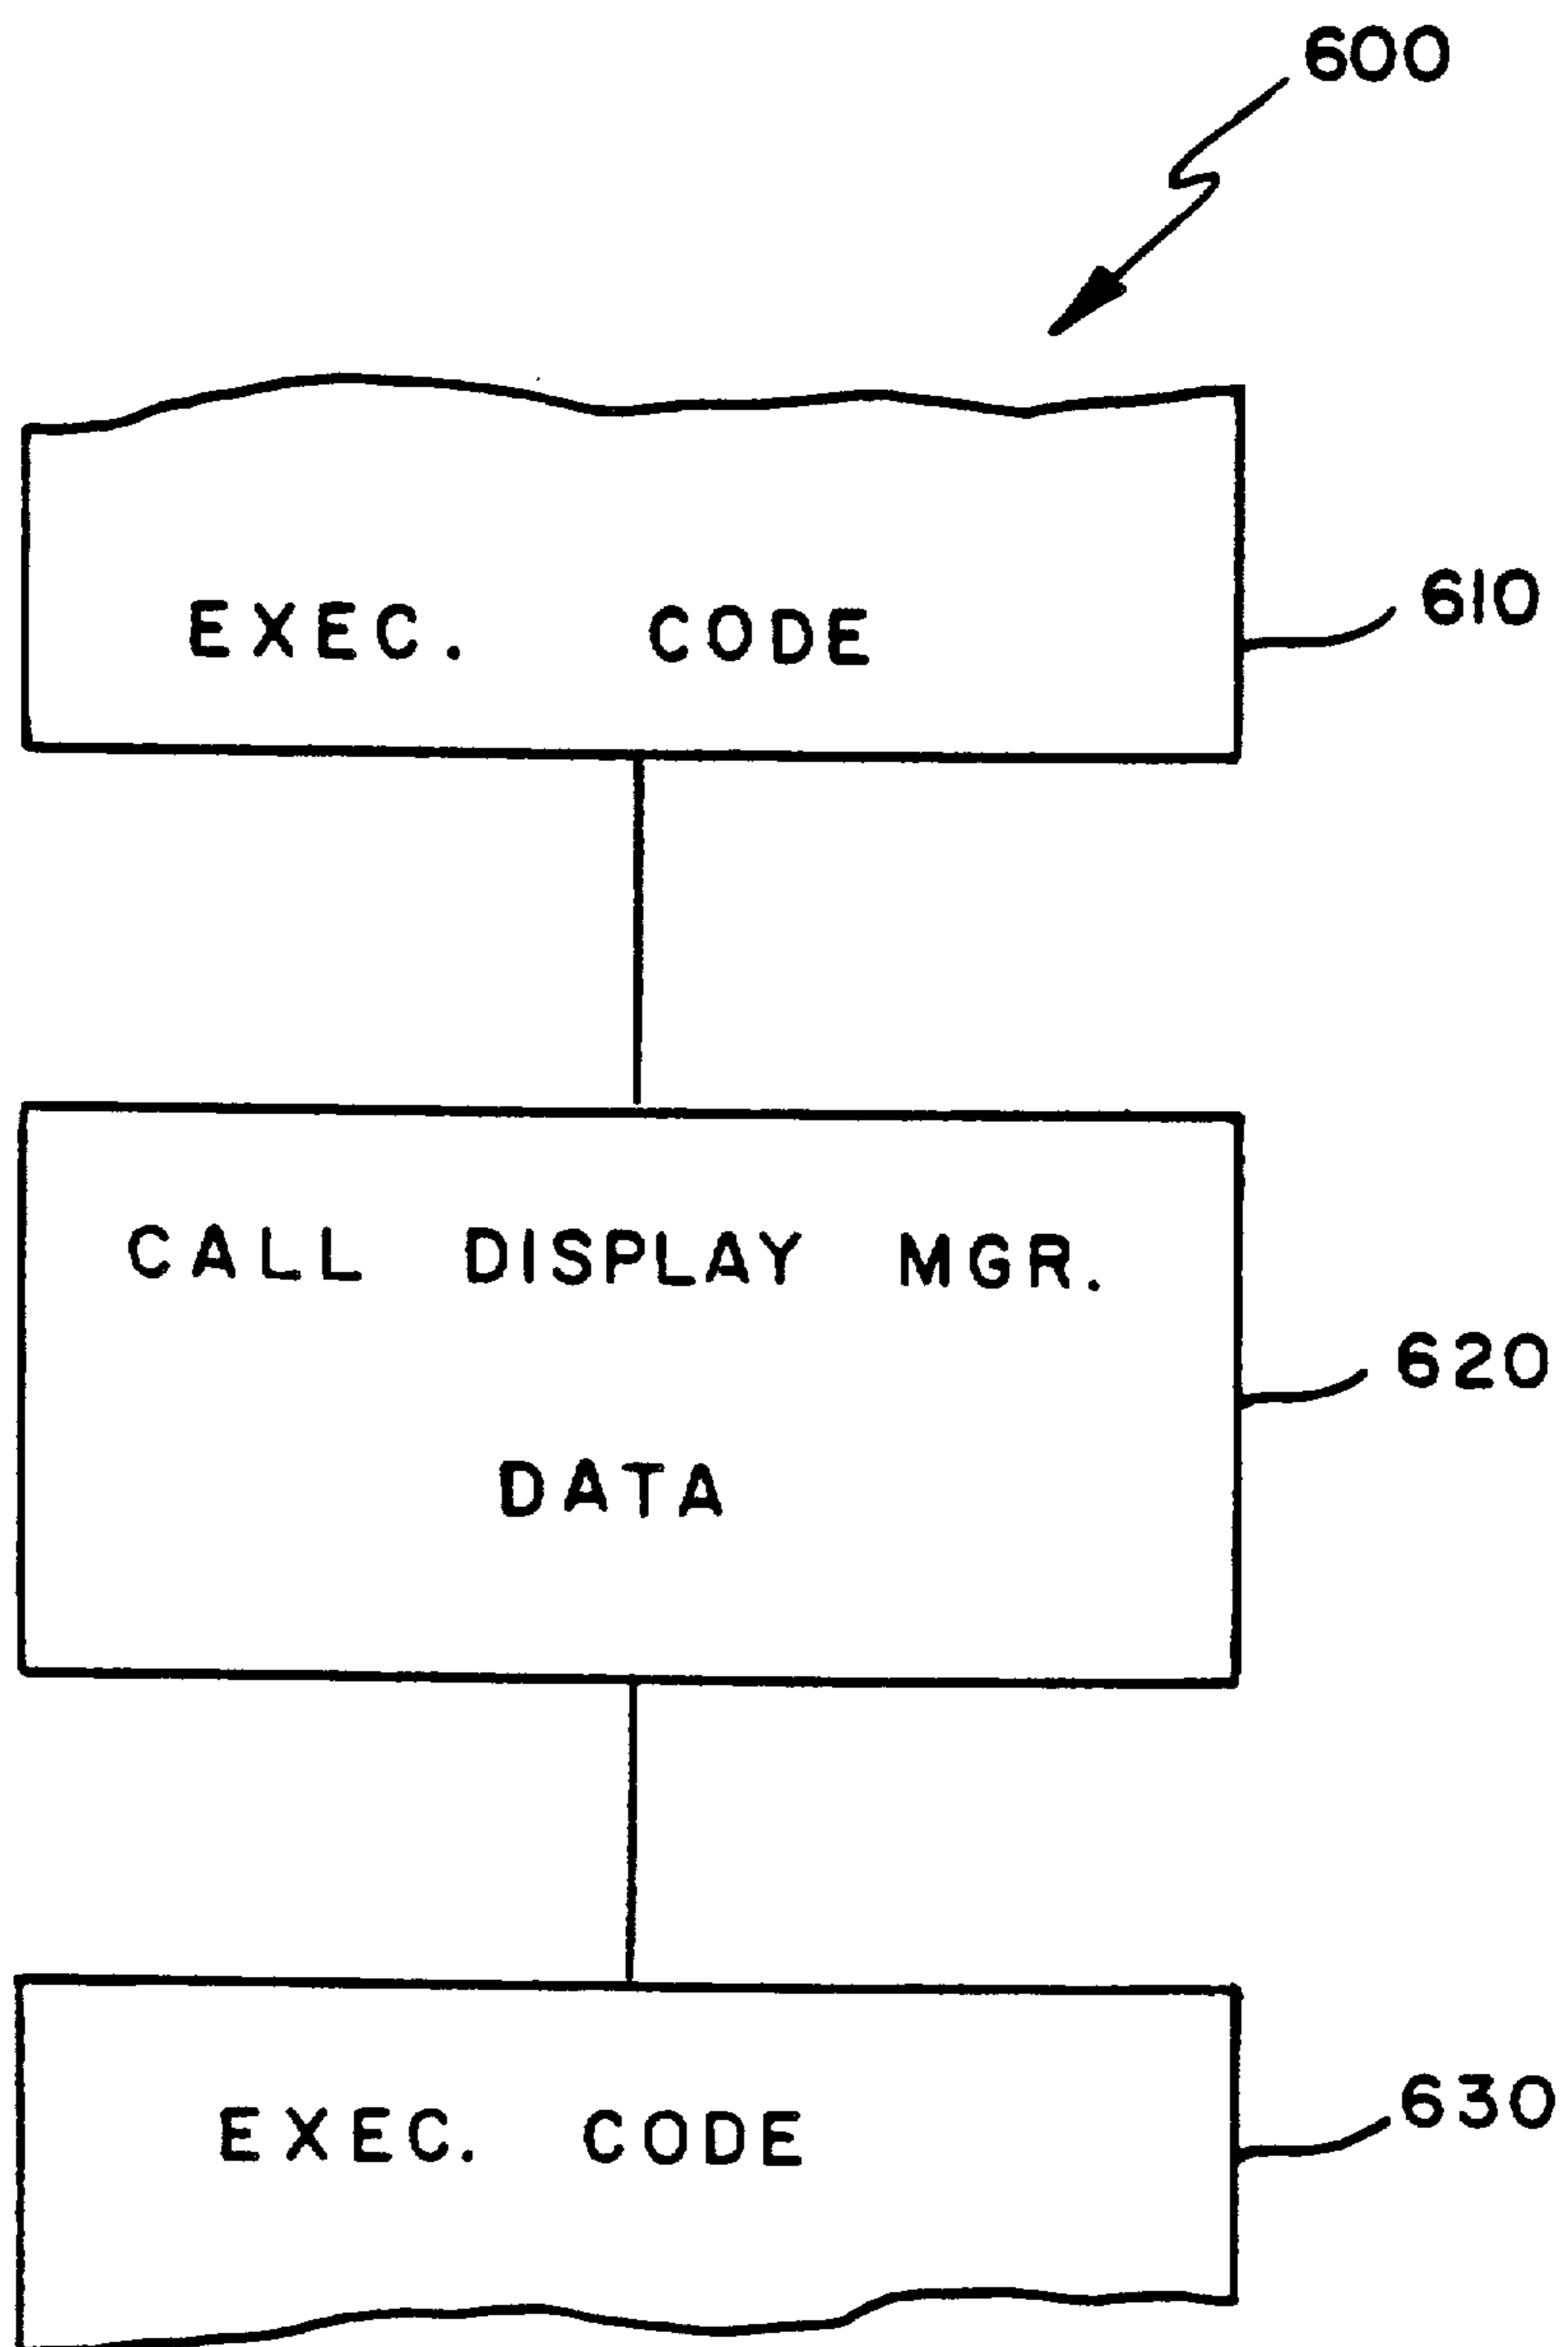 600
EXEC. CODE
610
CALL DISPLAY MGR.
620
DATA
EXEC. CODE
630